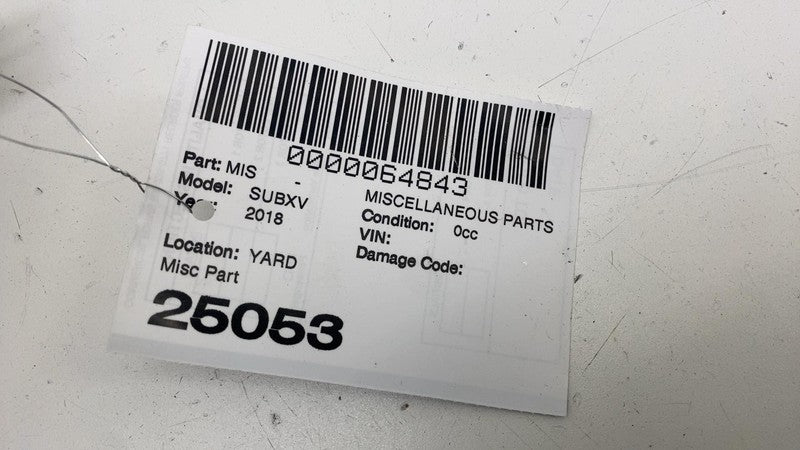 0000064843
Part: MIS - MISCELLANEOUS PARTS
Model: SUBXV Condition: 0cc
2018 VIN:
Damage Code:
Location: YARD
Misc Part
25053